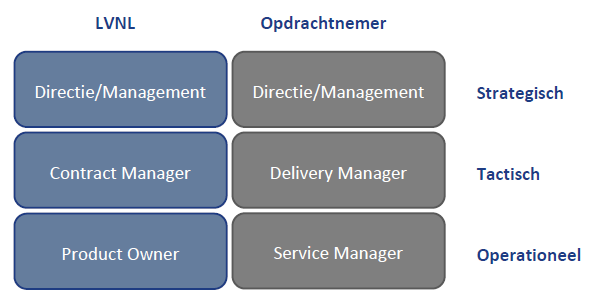 LVNL Opdrachtnemer
Directie/Management Directie/Management Strategisch
Contract Manager Delivery Manager Tactisch
Product Owner Service Manager Operationeel